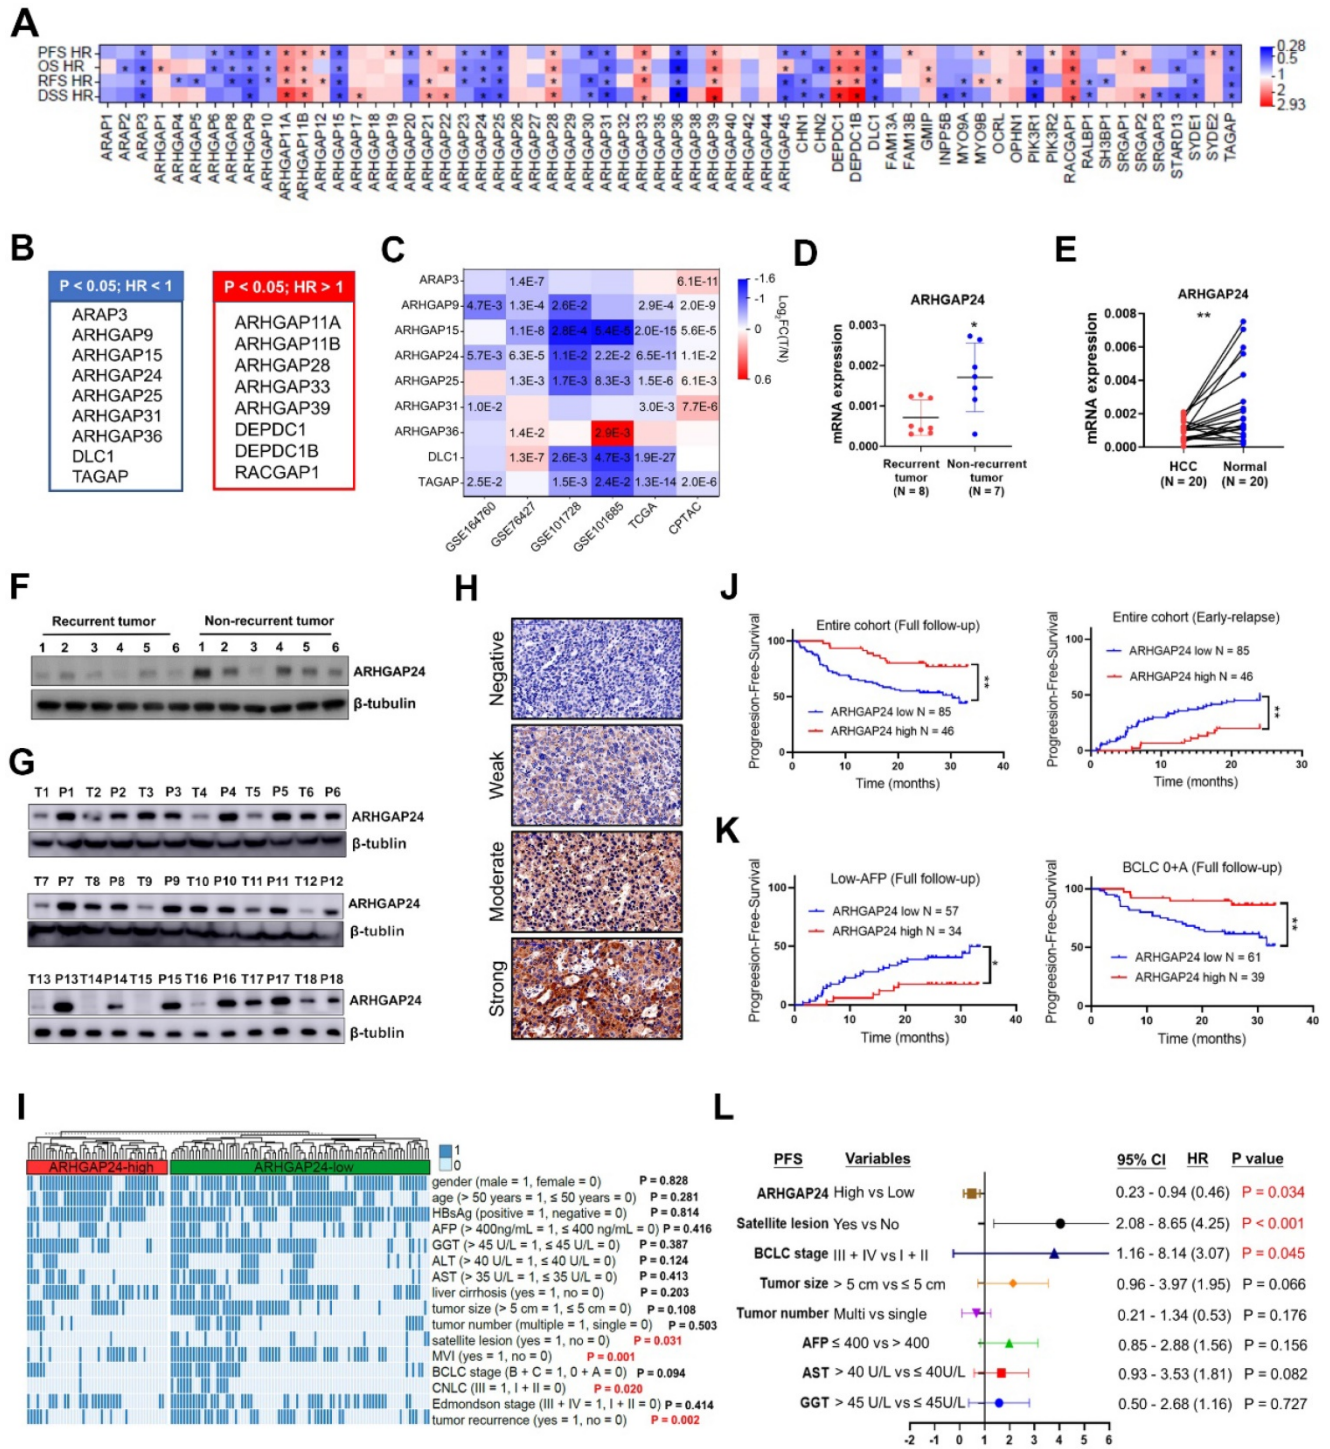 A
PFS HR
OS HR
RFS HR
DSS HR
0.28
0.5
1
2
2.93
ARAP1
ARAP2
ARAP3
ARHGAP1
ARHGAP4
ARHGAP5
ARHGAP6
ARHGAP8
ARHGAP9
ARHGAP10
ARHGAP11A
ARHGAP11B
ARHGAP12
ARHGAP15
ARHGAP17
ARHGAP18
ARHGAP19
ARHGAP20
ARHGAP21
ARHGAP22
ARHGAP23
ARHGAP24
ARHGAP25
ARHGAP26
ARHGAP27
ARHGAP28
ARHGAP29
ARHGAP30
ARHGAP31
ARHGAP32
ARHGAP33
ARHGAP35
ARHGAP36
ARHGAP38
ARHGAP39
ARHGAP40
ARHGAP42
ARHGAP44
ARHGAP45
CHN1
CHN2
DEPDC1
DEPDC1B
DLC1
FAM13A
FAM13B
GMIP
INPP5B
MYO9A
MYO9B
OCRL
OPHN1
PIK3R1
PIK3R2
RACGAP1
RALBP1
SH3BP1
SRGAP1
SRGAP2
SRGAP3
STARD13
SYDE1
SYDE2
TAGAP
B
P < 0.05; HR < 1
ARAP3
ARHGAP9
ARHGAP15
ARHGAP24
ARHGAP25
ARHGAP31
ARHGAP36
DLC1
TAGAP
P < 0.05; HR > 1
ARHGAP11A
ARHGAP11B
ARHGAP28
ARHGAP33
ARHGAP39
DEPDC1
DEPDC1B
RACGAP1
C
ARAP3 1.4E-7 6.1E-11
ARHGAP9 4.7E-3 1.3E-4 2.6E-2 2.9E-4 2.0E-9
ARHGAP15 1.1E-8 2.8E-4 5.4E-5 2.0E-15 5.6E-5
ARHGAP24 5.7E-3 6.3E-5 1.1E-2 2.2E-2 6.5E-11 1.1E-2
ARHGAP25 1.3E-3 1.7E-3 8.3E-3 1.5E-6 6.1E-3
ARHGAP31 1.0E-2 3.0E-3 7.7E-6
ARHGAP36 1.4E-2 2.9E-3
DLC1 1.3E-7 2.6E-3 4.7E-3 1.9E-27
TAGAP 2.5E-2 1.5E-3 2.4E-2 1.3E-14 2.0E-6
GSE164760 GSE76427 GSE101728 GSE101685 TCGA CPTAC
-1.6
-1
0
0.6
Log2FC(T/N)
D
ARHGAP24
*
mRNA expression
0.003
0.002
0.001
0.000
Recurrent tumor (N = 8)
Non-recurrent tumor (N = 7)
E
ARHGAP24
**
mRNA expression
0.008
0.006
0.004
0.002
0.000
HCC (N = 20)
Normal (N = 20)
F
Recurrent tumor Non-recurrent tumor
1 2 3 4 5 6 1 2 3 4 5 6
ARHGAP24
β-tubulin
G
T1 P1 T2 P2 T3 P3 T4 P4 T5 P5 T6 P6
ARHGAP24
β-tublin
T7 P7 T8 P8 T9 P9 T10 P10 T11 P11 T12 P12
ARHGAP24
β-tublin
T13 P13 T14 P14 T15 P15 T16 P16 T17 P17 T18 P18
ARHGAP24
β-tublin
H
Negative
Weak
Moderate
Strong
J
Entire cohort (Full follow-up)
Progreesion-Free-Survival
100
50
0
ARHGAP24 low N = 85
ARHGAP24 high N = 46
**
0 10 20 30 40
Time (months)
Entire cohort (Early-relapse)
Progreesion-Free-Survival
100
50
0
ARHGAP24 low N = 85
ARHGAP24 high N = 46
**
0 10 20 30
Time (months)
K
Low-AFP (Full follow-up)
Progreesion-Free-Survival
100
50
0
ARHGAP24 low N = 57
ARHGAP24 high N = 34
*
0 10 20 30 40
Time (months)
BCLC 0+A (Full follow-up)
Progreesion-Free-Survival
100
50
0
ARHGAP24 low N = 61
ARHGAP24 high N = 39
**
0 10 20 30 40
Time (months)
I
1
0
ARHGAP24-high ARHGAP24-low
gender (male = 1, female = 0) P = 0.828
age (> 50 years = 1, ≤ 50 years = 0) P = 0.281
HBsAg (positive = 1, negative = 0) P = 0.814
AFP (> 400ng/mL = 1, ≤ 400 ng/mL = 0) P = 0.416
GGT (> 45 U/L = 1, ≤ 45 U/L = 0) P = 0.387
ALT (> 40 U/L = 1, ≤ 40 U/L = 0) P = 0.124
AST (> 35 U/L = 1, ≤ 35 U/L = 0) P = 0.413
liver cirrhosis (yes = 1, no = 0) P = 0.203
tumor size (> 5 cm = 1, ≤ 5 cm = 0) P = 0.108
tumor number (multiple = 1, single = 0) P = 0.503
satellite lesion (yes = 1, no = 0) P = 0.031
MVI (yes = 1, no = 0) P = 0.001
BCLC stage (B + C = 1, 0 + A = 0) P = 0.094
CNLC (III = 1, I + II = 0) P = 0.020
Edmondson stage (III + IV = 1, I + II = 0) P = 0.414
tumor recurrence (yes = 1, no = 0) P = 0.002
L
PFS Variables 95% CI HR P value
ARHGAP24 High vs Low 0.23 - 0.94 (0.46) P = 0.034
Satellite lesion Yes vs No 2.08 - 8.65 (4.25) P < 0.001
BCLC stage III + IV vs I + II 1.16 - 8.14 (3.07) P = 0.045
Tumor size > 5 cm vs ≤ 5 cm 0.96 - 3.97 (1.95) P = 0.066
Tumor number Multi vs single 0.21 - 1.34 (0.53) P = 0.176
AFP ≤ 400 vs > 400 0.85 - 2.88 (1.56) P = 0.156
AST > 40 U/L vs ≤ 40U/L 0.93 - 3.53 (1.81) P = 0.082
GGT > 45 U/L vs ≤ 45U/L 0.50 - 2.68 (1.16) P = 0.727
-2 -1 0 1 2 3 4 5 6